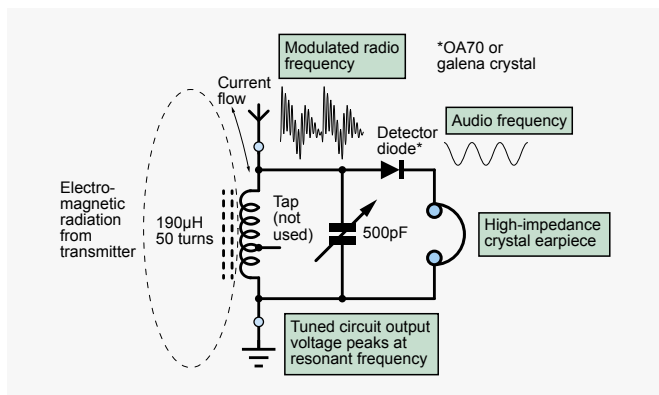 Modulated radio
frequency
*OA70 or
galena crystal
Current
flow
Detector
diode*
Audio frequency
Electro-
magnetic
radiation
from
transmitter
190µH
50 turns
Tap
(not
used)
500pF
High-impedance
crystal earpiece
Tuned circuit output
voltage peaks at
resonant frequency